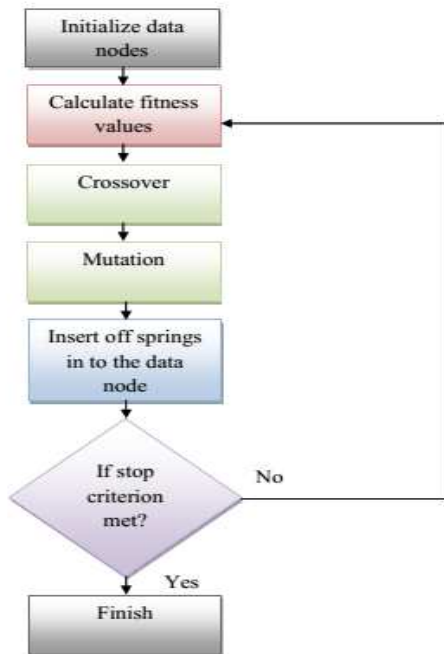 Initialize data
nodes
Calculate fitness
values
Crossover
Mutation
Insert off springs
in to the data
node
If stop
criterion
met?
No
Yes
Finish